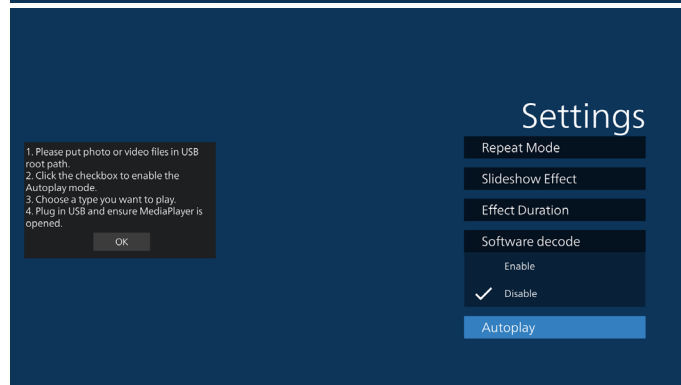 Settings
1. Please put photo or video files in USB
root path.
2. Click the checkbox to enable the
Autoplay mode.
3. Choose a type you want to play.
4. Plug in USB and ensure MediaPlayer is
opened.
OK
Repeat Mode
Slideshow Effect
Effect Duration
Software decode
Enable
Disable
Autoplay